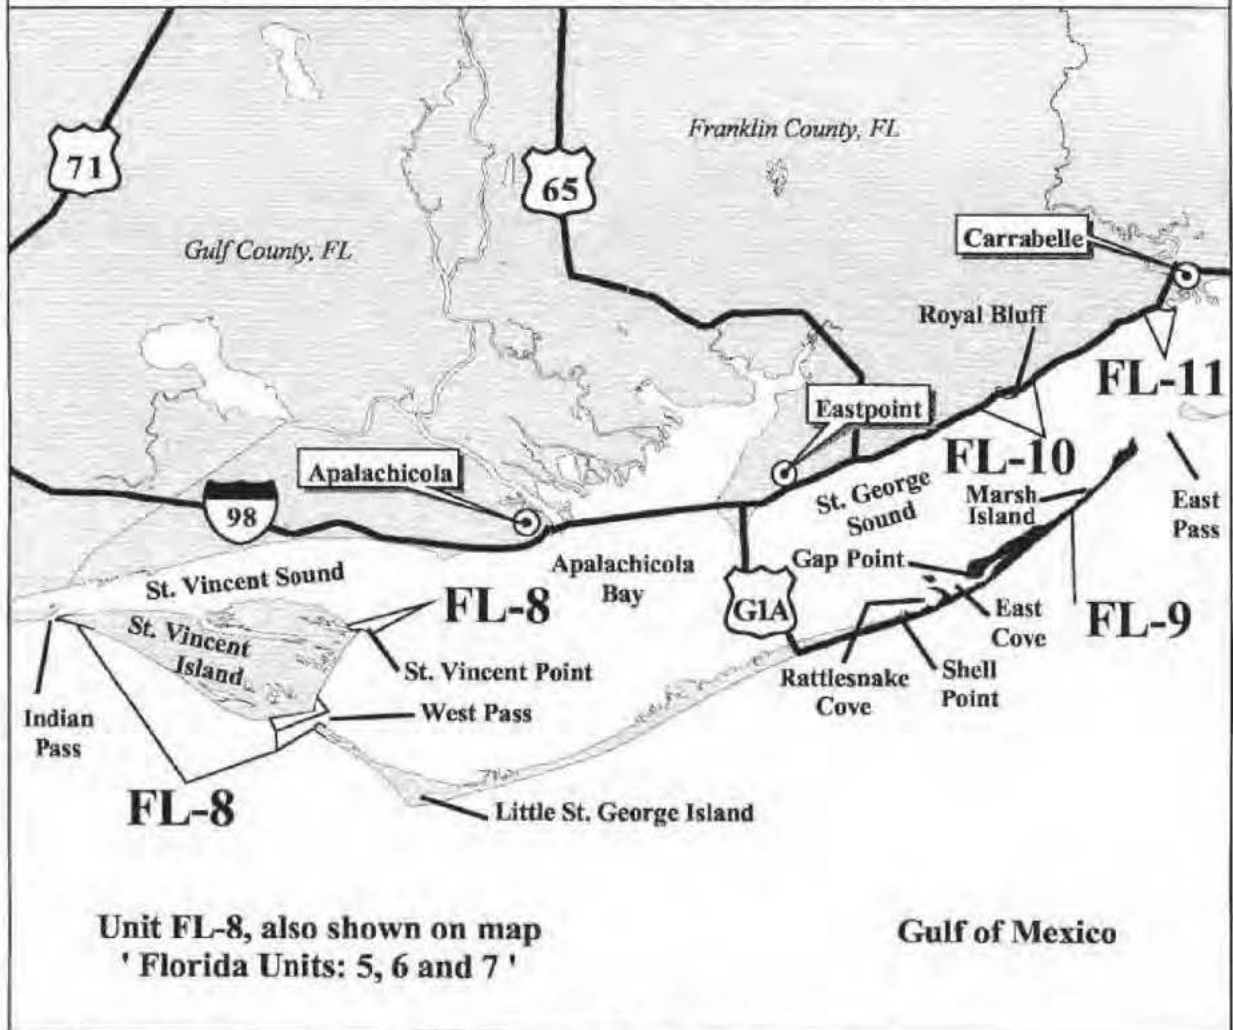 Franklin County, FL
71
65
Gulf County, FL
Carrabelle
Royal Bluff
FL-11
Eastpoint
Apalachicola
FL-10
St. George
Sound
Marsh
Island
East
Pass
98
Gap Point
Apalachicola
Bay
St. Vincent Sound
FL-8
G1A
East
Cove
FL-9
St. Vincent
Island
St. Vincent Point
Rattlesnake
Cove
Shell
Point
Indian
Pass
West Pass
FL-8
Little St. George Island
Unit FL-8, also shown on map
' Florida Units: 5, 6 and 7 '
Gulf of Mexico